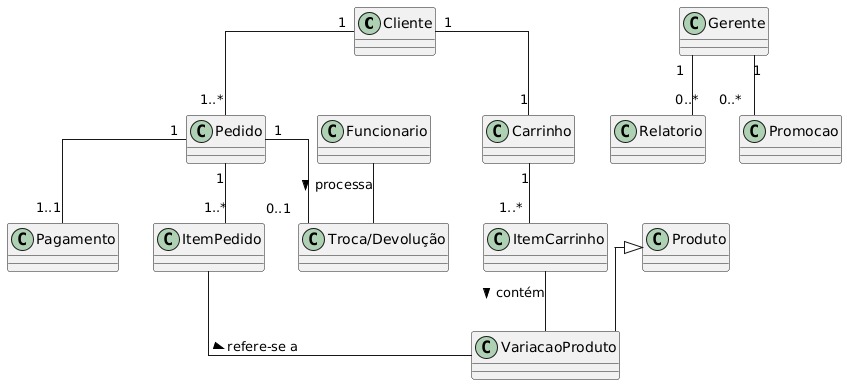 C Cliente
1
1
C Gerente
1
1
1..*
1
0..*
0..*
C Pedido
C Funcionario
C Carrinho
C Relatorio
C Promocao
1
1
1
1
processa
1..1
1..*
0..1
1..*
C Pagamento
C ItemPedido
C Troca/Devolução
C ItemCarrinho
C Produto
contém
refere-se a
C VariacaoProduto